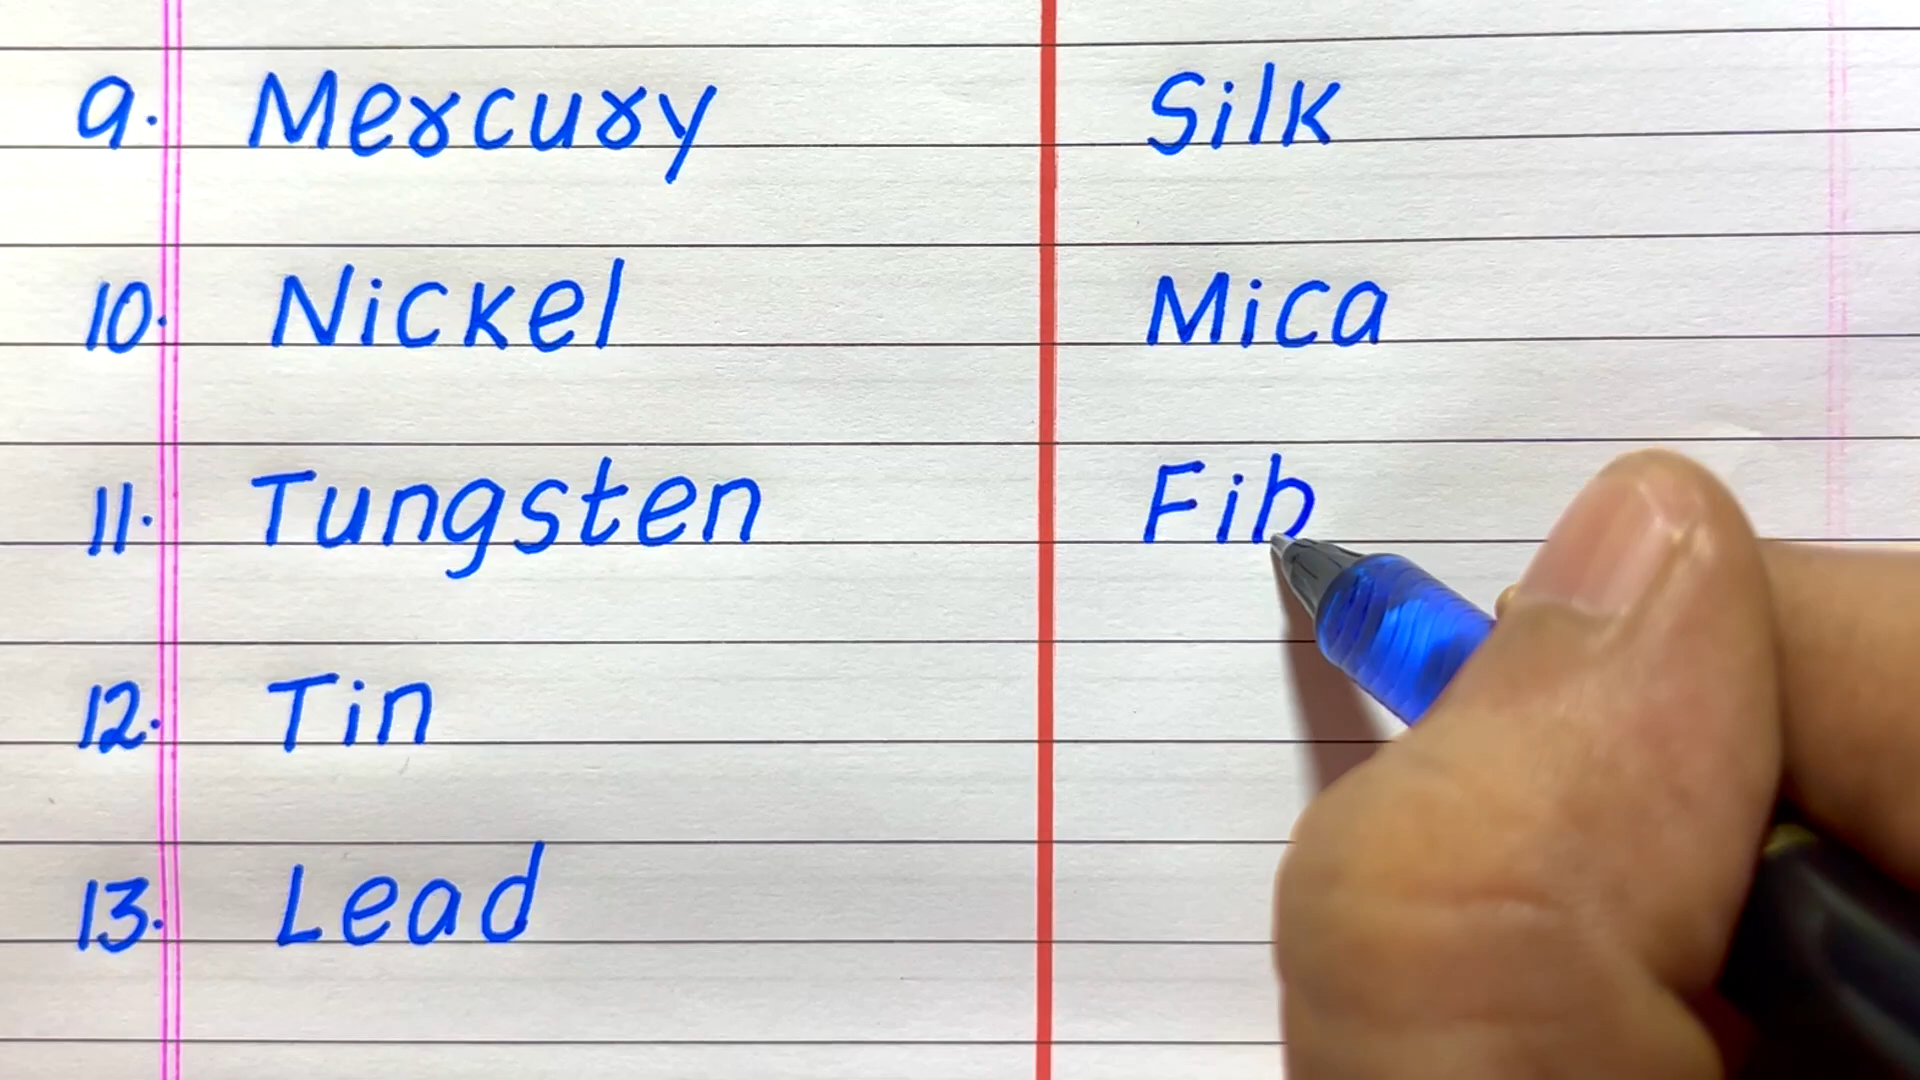 9. Mercury Silk
10. Nickel Mica
11. Tungsten Fib
12. Tin
13. Lead